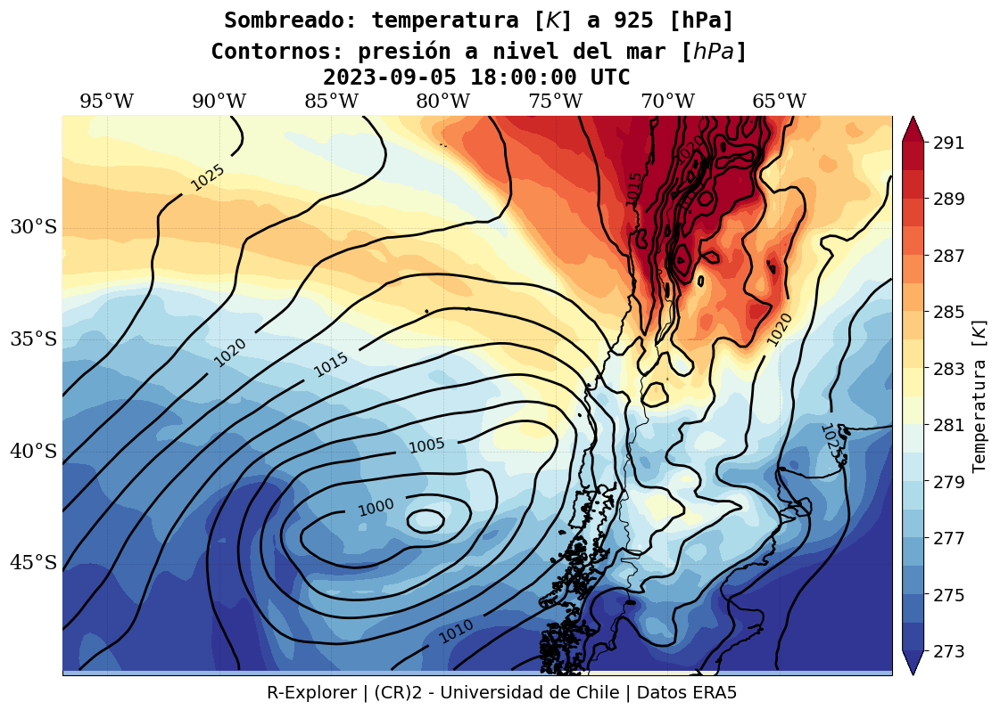 Sombreado: temperatura [K] a 925 [hPa]
Contornos: presión a nivel del mar [hPa]
2023-09-05 18:00:00 UTC
95°W 90°W 85°W 80°W 75°W 70°W 65°W
30°S
35°S
40°S
45°S
1025
1020
1015
1015
1020
1020
1005
1000
1010
1025
291
289
287
285
283
281
279
277
275
273
Temperatura [K]
R-Explorer | (CR)2 - Universidad de Chile | Datos ERA5